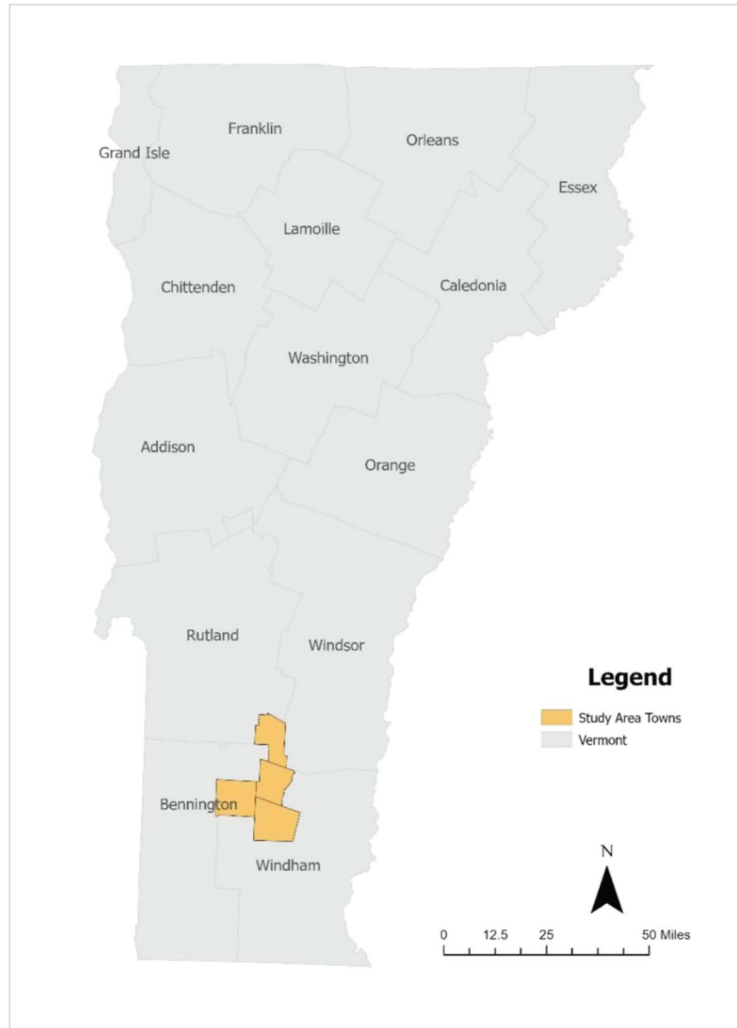 Franklin
Orleans
Grand Isle
Essex
Lamoille
Chittenden
Caledonia
Washington
Addison
Orange
Rutland
Windsor
Legend
Study Area Towns
Vermont
Bennington
Windham
N
0 12.5 25 50 Miles